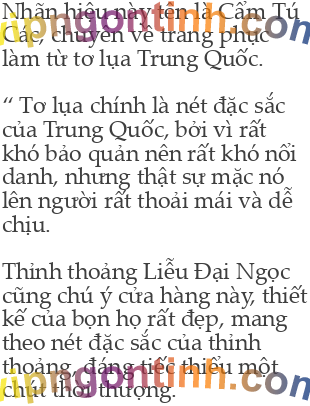 Nhãn hiệu này tên là Cẩm Tú
Các, chuyên về trang phục
làm từ tơ lụa Trung Quốc.
“ Tơ lụa chính là nét đặc sắc
của Trung Quốc, bởi vì rất
khó bảo quản nên rất khó nổi
danh, nhưng thật sự mặc nó
lên người rất thoải mái và dễ
chịu.
Thỉnh thoảng Liễu Đại Ngọc
cũng chú ý cửa hàng này, thiết
kế của bọn họ rất đẹp, mang
theo nét đặc sắc của thỉnh
thoảng, đáng tiếc thiếu một
chút thời thượng.
vipngontinh.com
vipngontinh.com